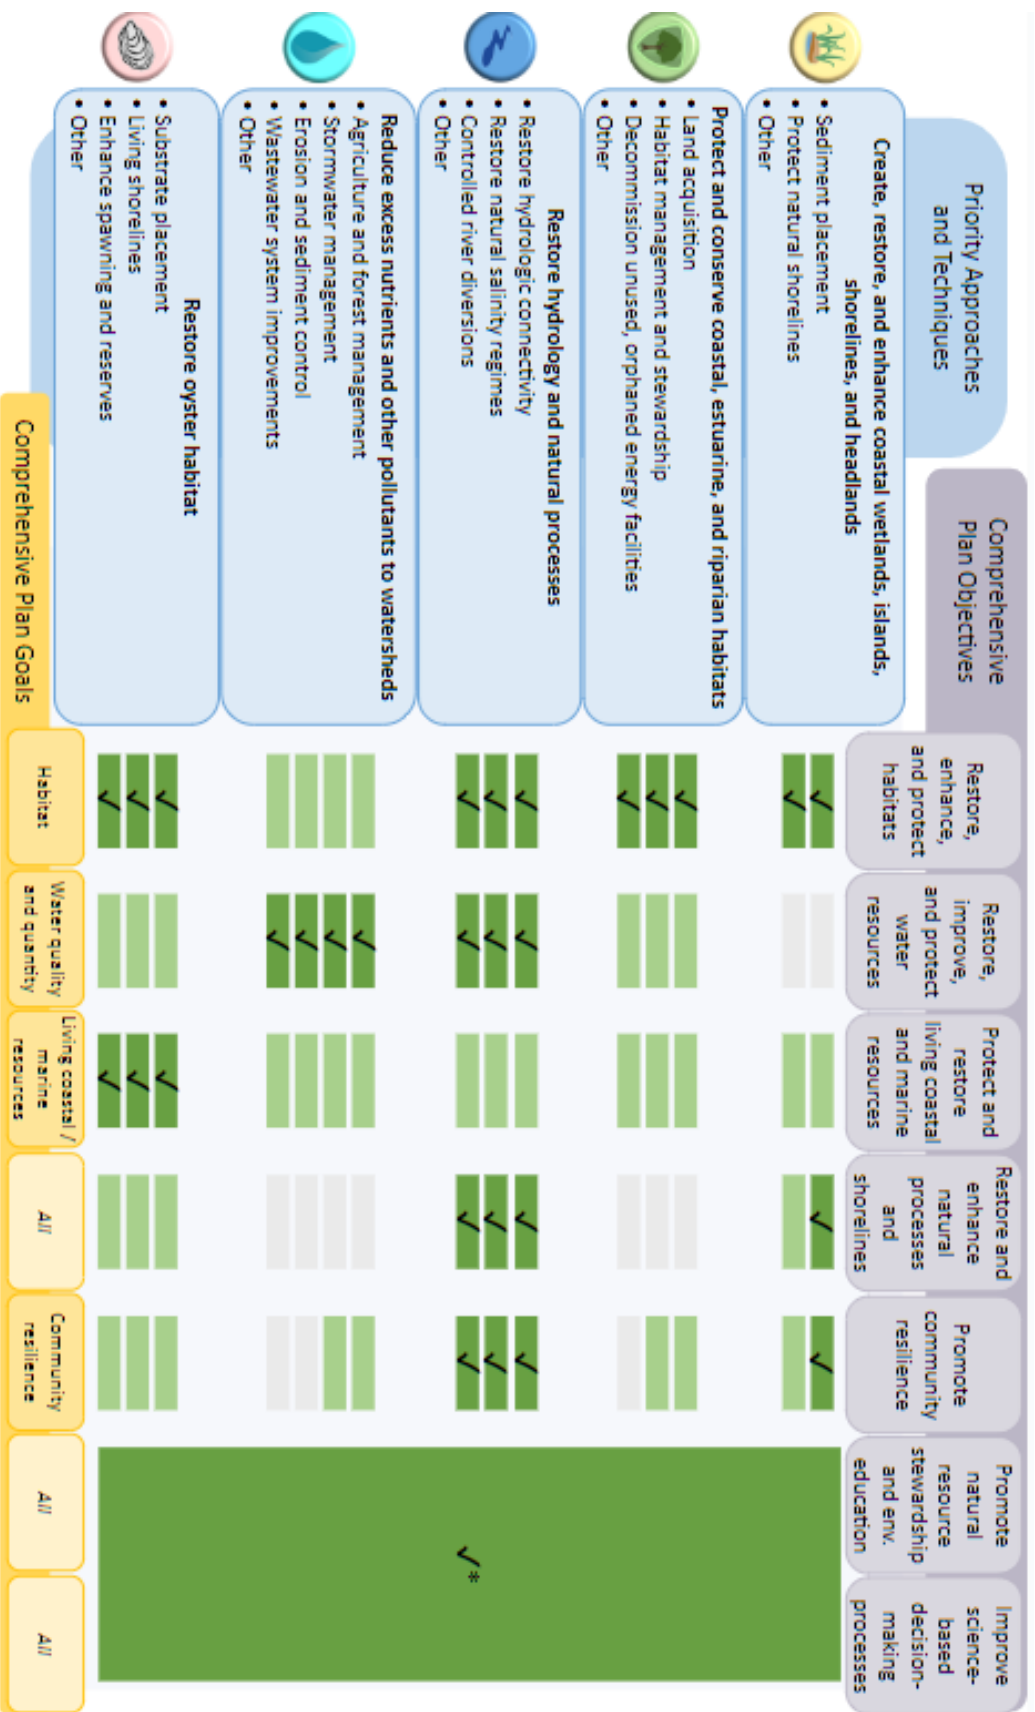 Priority Approaches
and Techniques
Comprehensive
Plan Objectives
Restore,
enhance,
and protect
habitats
Restore,
improve,
and protect
water
resources
Protect and
restore
living coastal
and marine
resources
Restore and
enhance
natural
processes
and
shorelines
Promote
community
resilience
Promote
natural
resource
stewardship
and env.
education
Improve
science-
based
decision-
making
processes
Create, restore, and enhance coastal wetlands, islands,
shorelines, and headlands
• Sediment placement
• Protect natural shorelines
• Other
✓ ✓ ✓
✓
Protect and conserve coastal, estuarine, and riparian habitats
• Land acquisition
• Habitat management and stewardship
• Decommission unused, orphaned energy facilities
• Other
✓
✓
✓
Restore hydrology and natural processes
• Restore hydrologic connectivity
• Restore natural salinity regimes
• Controlled river diversions
• Other
✓ ✓ ✓ ✓
✓ ✓ ✓ ✓
✓ ✓ ✓ ✓
✓*
Reduce excess nutrients and other pollutants to watersheds
• Agriculture and forest management
• Stormwater management
• Erosion and sediment control
• Wastewater system improvements
• Other
✓
✓
✓
✓
Restore oyster habitat
• Substrate placement
• Living shorelines
• Enhance spawning and reserves
• Other
✓ ✓
✓ ✓
✓ ✓
Comprehensive Plan Goals
Habitat
Water quality
and quantity
Living coastal /
marine
resources
All
Community
resilience
All
All